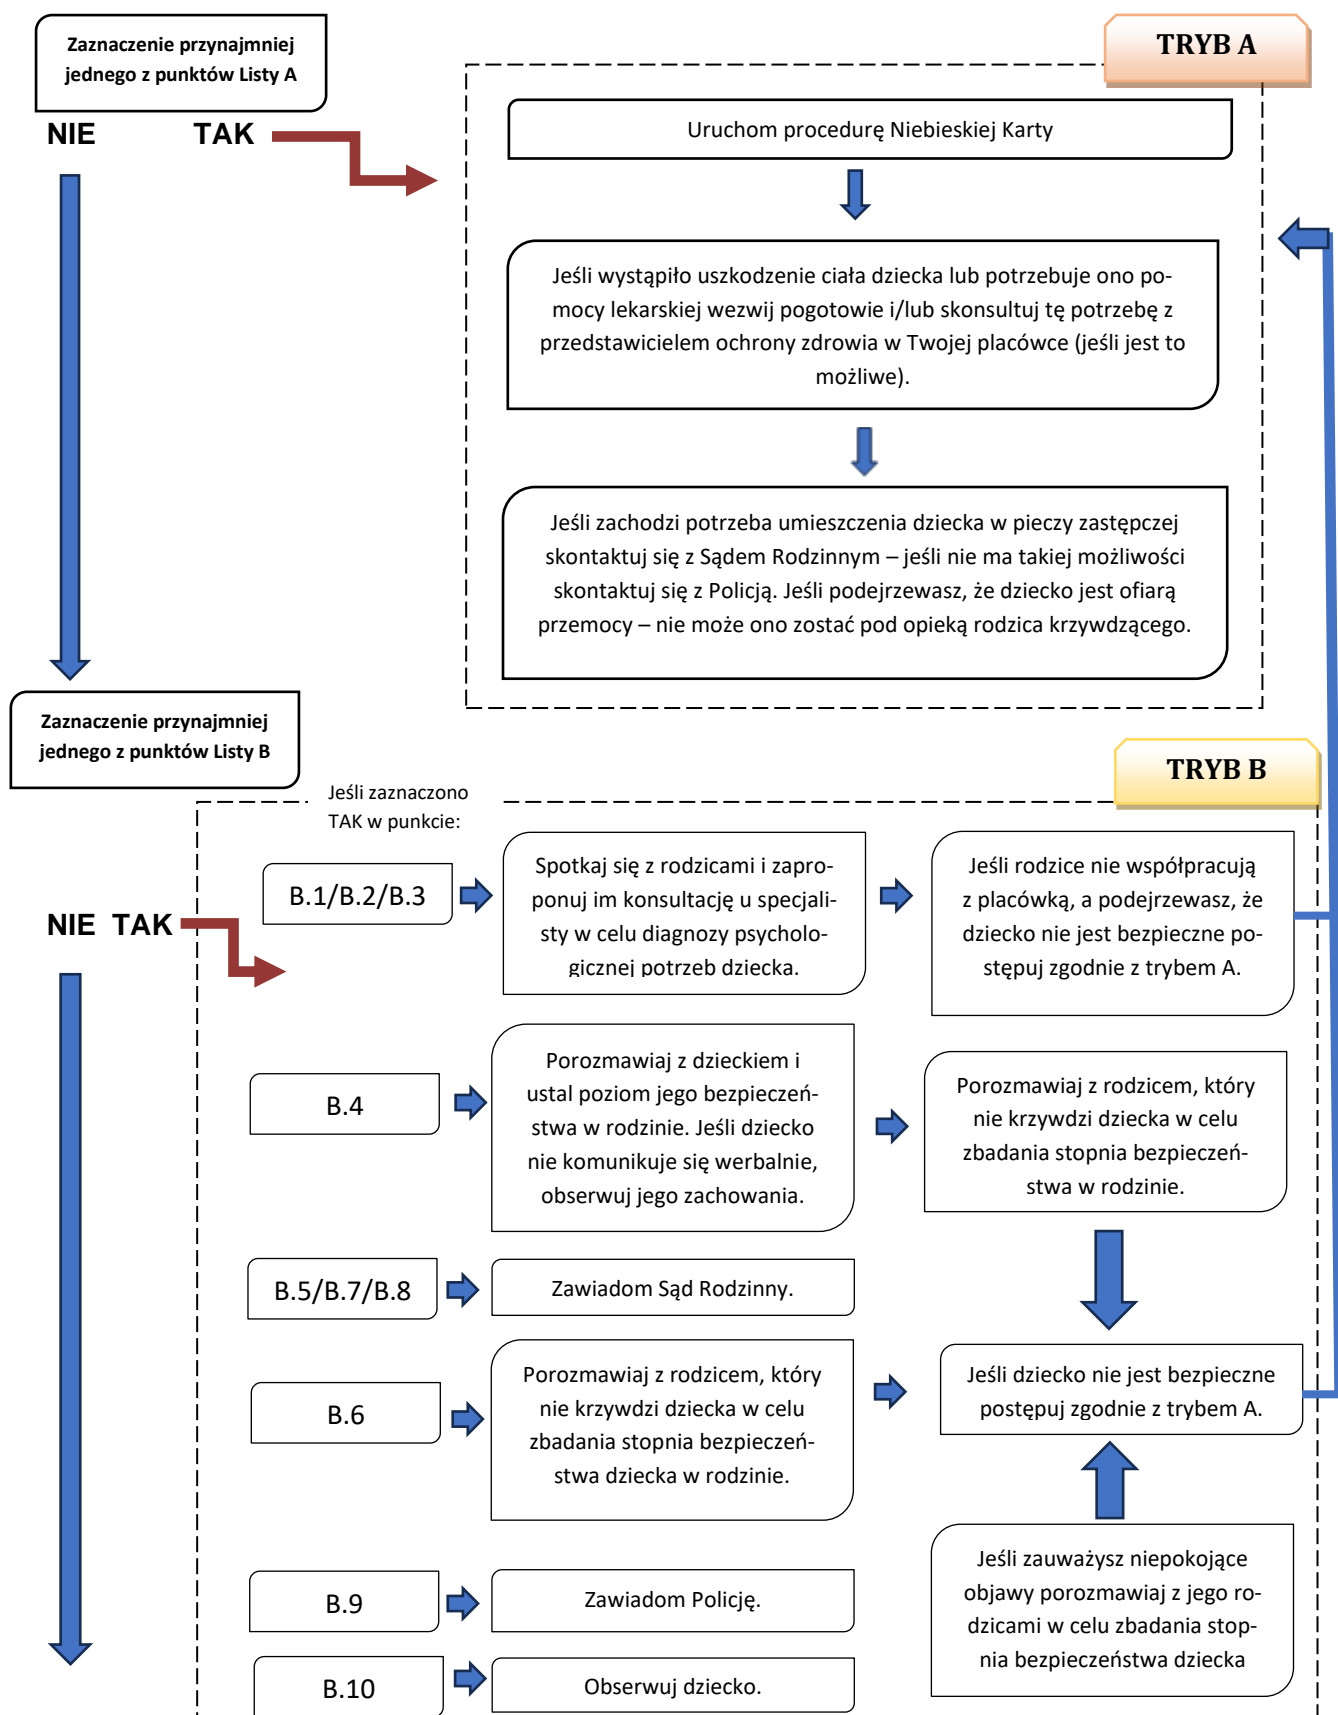 Zaznaczenie przynajmniej
jednego z punktów Listy A
NIE TAK
TRYB A
Uruchom procedurę Niebieskiej Karty
Jeśli wystąpiło uszkodzenie ciała dziecka lub potrzebuje ono po-
mocy lekarskiej wezwij pogotowie i/lub skonsultuj tę potrzebę z
przedstawicielem ochrony zdrowia w Twojej placówce (jeśli jest to
możliwe).
Jeśli zachodzi potrzeba umieszczenia dziecka w pieczy zastępczej
skontaktuj się z Sądem Rodzinnym – jeśli nie ma takiej możliwości
skontaktuj się z Policją. Jeśli podejrzewasz, że dziecko jest ofiarą
przemocy – nie może ono zostać pod opieką rodzica krzywdzącego.
Zaznaczenie przynajmniej
jednego z punktów Listy B
NIE TAK
TRYB B
Jeśli zaznaczono
TAK w punkcie:
B.1/B.2/B.3
Spotkaj się z rodzicami i zapro-
ponuj im konsultację u specjali-
sty w celu diagnozy psycholo-
gicznej potrzeb dziecka.
Jeśli rodzice nie współpracują
z placówką, a podejrzewasz, że
dziecko nie jest bezpieczne po-
stępuj zgodnie z trybem A.
B.4
Porozmawiaj z dzieckiem i
ustal poziom jego bezpieczeń-
stwa w rodzinie. Jeśli dziecko
nie komunikuje się werbalnie,
obserwuj jego zachowania.
Porozmawiaj z rodzicem, który
nie krzywdzi dziecka w celu
zbadania stopnia bezpieczeń-
stwa w rodzinie.
B.5/B.7/B.8
Zawiadom Sąd Rodzinny.
B.6
Porozmawiaj z rodzicem, który
nie krzywdzi dziecka w celu
zbadania stopnia bezpieczeń-
stwa dziecka w rodzinie.
Jeśli dziecko nie jest bezpieczne
postępuj zgodnie z trybem A.
B.9
Zawiadom Policję.
B.10
Obserwuj dziecko.
Jeśli zauważysz niepokojące
objawy porozmawiaj z jego ro-
dzicami w celu zbadania stop-
nia bezpieczeństwa dziecka